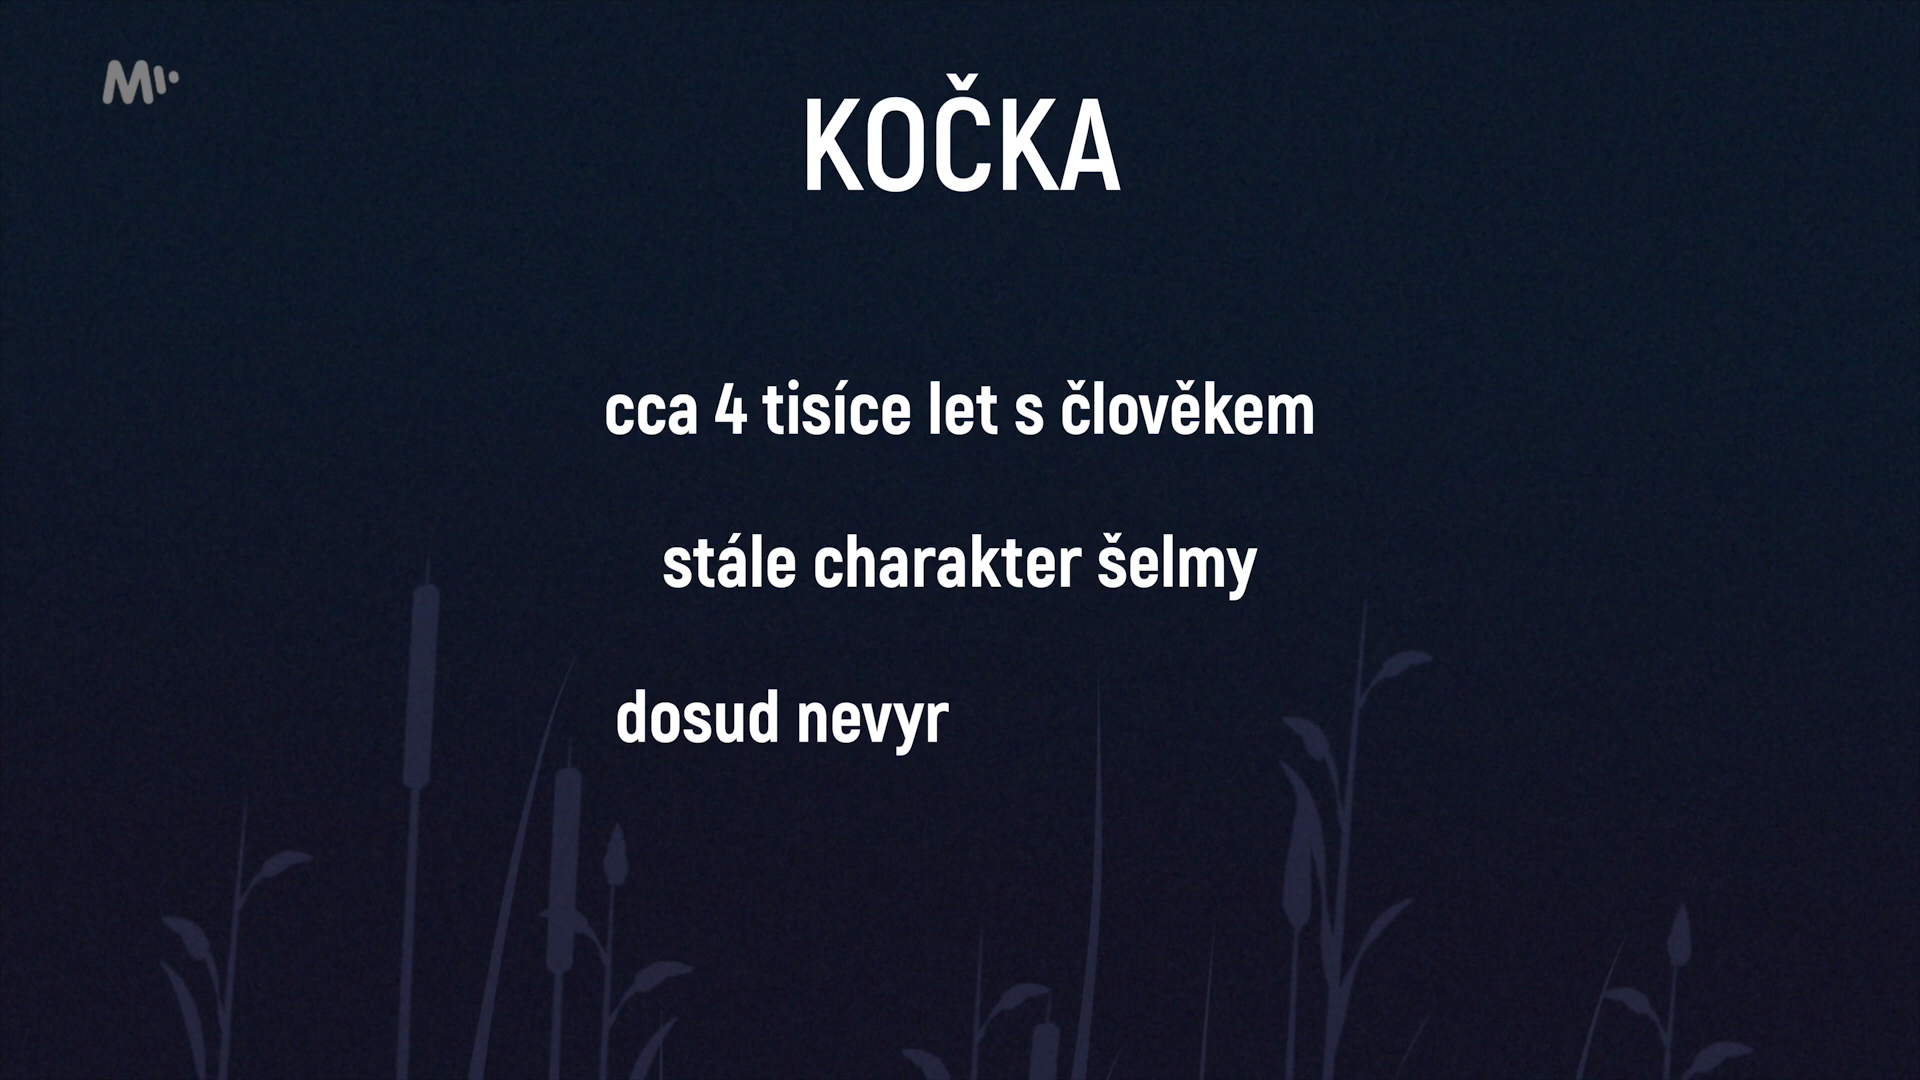 M
KOČKA
cca 4 tisíce let s člověkem
stále charakter šelmy
dosud nevyr